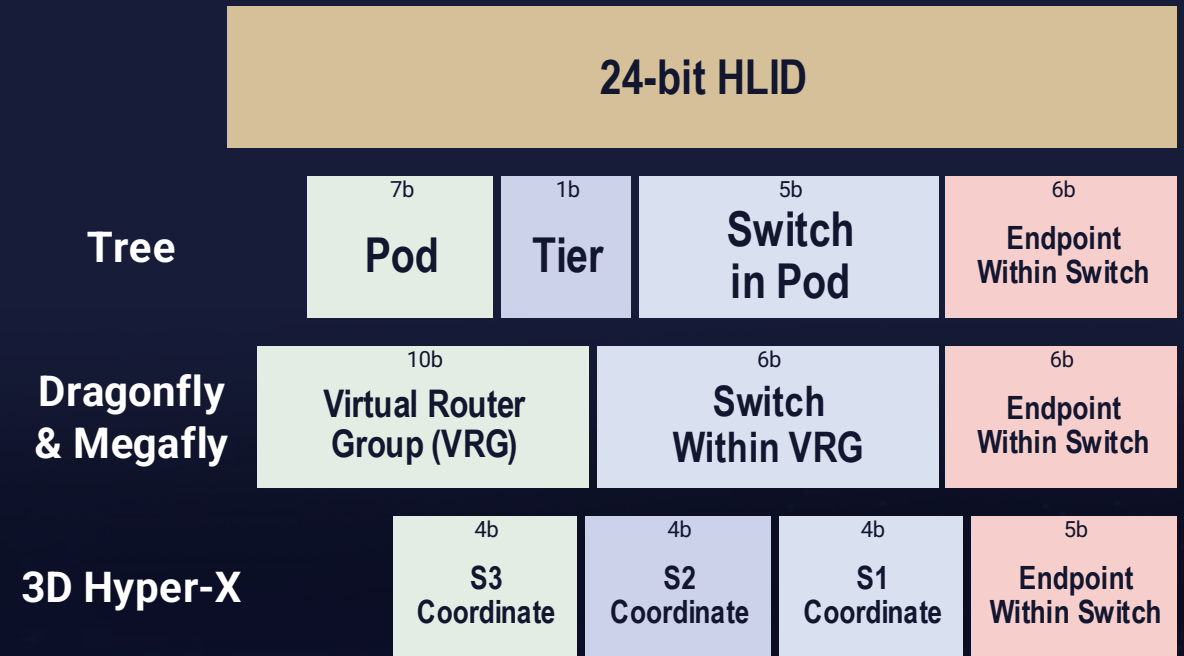 24-bit HLID
Tree
7b
Pod
1b
Tier
5b
Switch
in Pod
6b
Endpoint
Within Switch
Dragonfly
& Megafly
10b
Virtual Router
Group (VRG)
6b
Switch
Within VRG
6b
Endpoint
Within Switch
3D Hyper-X
4b
S3
Coordinate
4b
S2
Coordinate
4b
S1
Coordinate
5b
Endpoint
Within Switch